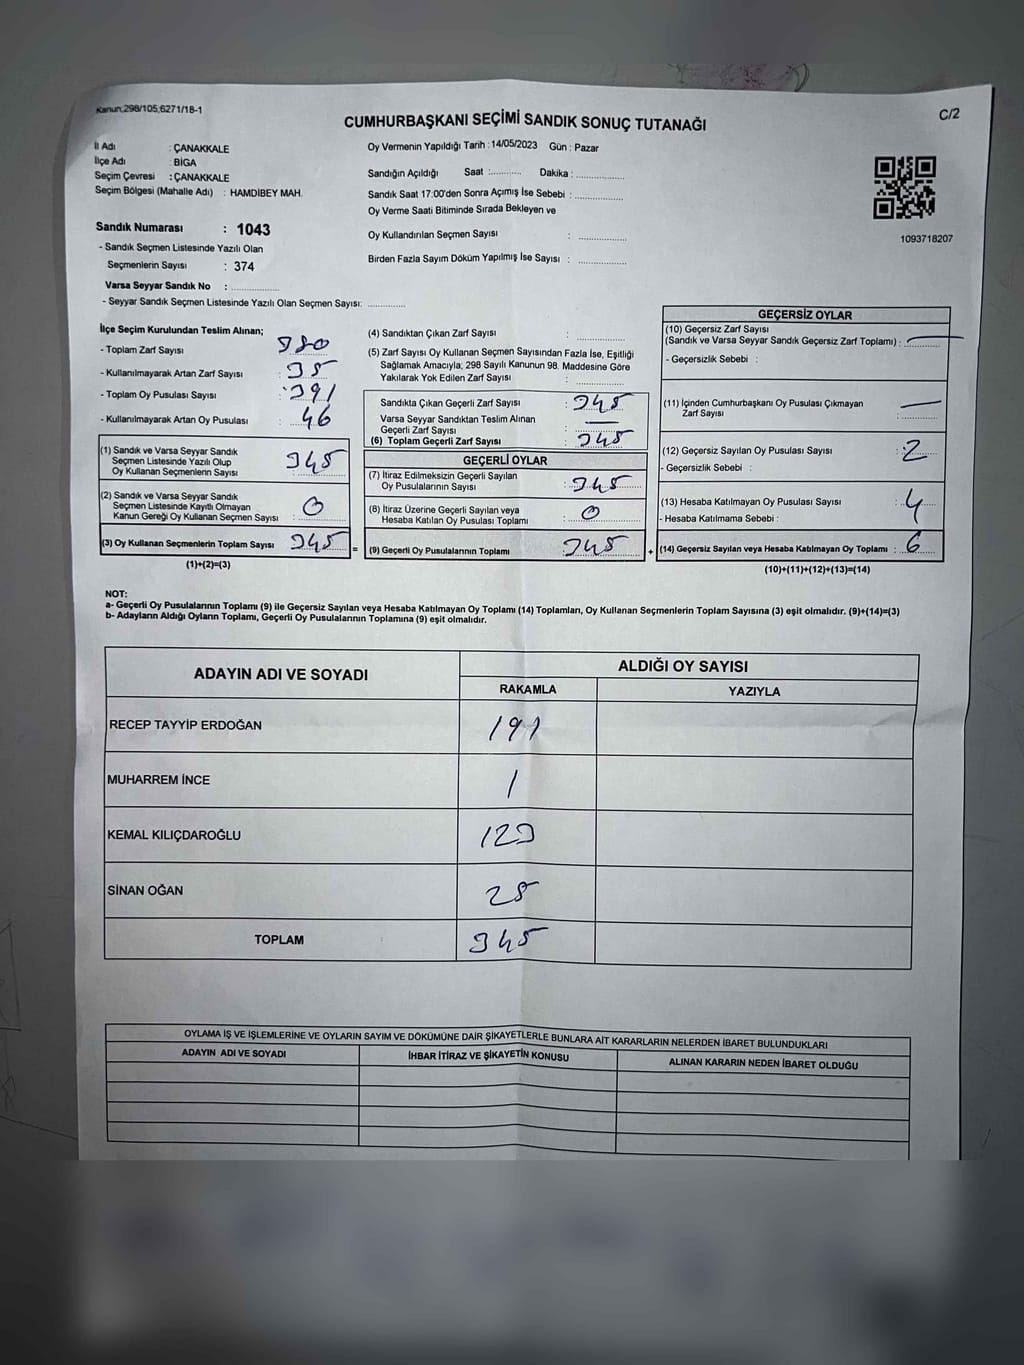 Kanun:298/105;6271/18-1
C/2
CUMHURBAŞKANI SEÇİMİ SANDIK SONUÇ TUTANAĞI
İl Adı : ÇANAKKALE
İlçe Adı : BİGA
Seçim Çevresi : ÇANAKKALE
Seçim Bölgesi (Mahalle Adı) : HAMDİBEY MAH.
Oy Vermenin Yapıldığı Tarih : 14/05/2023 Gün : Pazar
Sandığın Açıldığı Saat :........... Dakika :................
Sandık Saat 17:00'den Sonra Açımış İse Sebebi :................
Oy Verme Saati Bitiminde Sırada Bekleyen ve
Oy Kullandırılan Seçmen Sayısı :................
Birden Fazla Sayım Döküm Yapılmış İse Sayısı :................
1093718207
Sandık Numarası : 1043
- Sandık Seçmen Listesinde Yazılı Olan
Seçmenlerin Sayısı : 374
Varsa Seyyar Sandık No :................
- Seyyar Sandık Seçmen Listesinde Yazılı Olan Seçmen Sayısı:.............
İlçe Seçim Kurulundan Teslim Alınan;
- Toplam Zarf Sayısı : 380
- Kullanılmayarak Artan Zarf Sayısı : 35
- Toplam Oy Pusulası Sayısı : 391
- Kullanılmayarak Artan Oy Pusulası : 46
(1) Sandık ve Varsa Seyyar Sandık
Seçmen Listesinde Yazılı Olup
Oy Kullanan Seçmenlerin Sayısı : 345
(2) Sandık ve Varsa Seyyar Sandık
Seçmen Listesinde Kayıtlı Olmayan
Kanun Gereği Oy Kullanan Seçmen Sayısı : 0
(3) Oy Kullanan Seçmenlerin Toplam Sayısı 345 =
(1)+(2)=(3)
(4) Sandıktan Çıkan Zarf Sayısı :................
(5) Zarf Sayısı Oy Kullanan Seçmen Sayısından Fazla İse, Eşitliği
Sağlamak Amacıyla; 298 Sayılı Kanunun 98. Maddesine Göre
Yakılarak Yok Edilen Zarf Sayısı :................
Sandıkta Çıkan Geçerli Zarf Sayısı : 345
Varsa Seyyar Sandıktan Teslim Alınan
Geçerli Zarf Sayısı : —
(6) Toplam Geçerli Zarf Sayısı : 345
GEÇERLİ OYLAR
(7) İtiraz Edilmeksizin Geçerli Sayılan
Oy Pusulalarının Sayısı : 345
(8) İtiraz Üzerine Geçerli Sayılan veya
Hesaba Katılan Oy Pusulası Toplamı : 0
(9) Geçerli Oy Pusulalarının Toplamı 345 +
GEÇERSİZ OYLAR
(10) Geçersiz Zarf Sayısı
(Sandık ve Varsa Seyyar Sandık Geçersiz Zarf Toplamı) : —
- Geçersizlik Sebebi :
(11) İçinden Cumhurbaşkanı Oy Pusulası Çıkmayan
Zarf Sayısı : —
(12) Geçersiz Sayılan Oy Pusulası Sayısı : 2
- Geçersizlik Sebebi :
(13) Hesaba Katılmayan Oy Pusulası Sayısı : 4
- Hesaba Katılmama Sebebi :
(14) Geçersiz Sayılan veya Hesaba Katılmayan Oy Toplamı : 6
(10)+(11)+(12)+(13)=(14)
NOT:
a- Geçerli Oy Pusulalarının Toplamı (9) ile Geçersiz Sayılan veya Hesaba Katılmayan Oy Toplamı (14) Toplamları, Oy Kullanan Seçmenlerin Toplam Sayısına (3) eşit olmalıdır. (9)+(14)=(3)
b- Adayların Aldığı Oyların Toplamı, Geçerli Oy Pusulalarının Toplamına (9) eşit olmalıdır.
ADAYIN ADI VE SOYADI
ALDIĞI OY SAYISI
RAKAMLA YAZIYLA
RECEP TAYYİP ERDOĞAN 191
MUHARREM İNCE 1
KEMAL KILIÇDAROĞLU 123
SİNAN OĞAN 28
TOPLAM 345
OYLAMA İŞ VE İŞLEMLERİNE VE OYLARIN SAYIM VE DÖKÜMÜNE DAİR ŞİKAYETLERLE BUNLARA AİT KARARLARIN NELERDEN İBARET BULUNDUKLARI
ADAYIN ADI VE SOYADI İHBAR İTİRAZ VE ŞİKAYETİN KONUSU ALINAN KARARIN NEDEN İBARET OLDUĞU